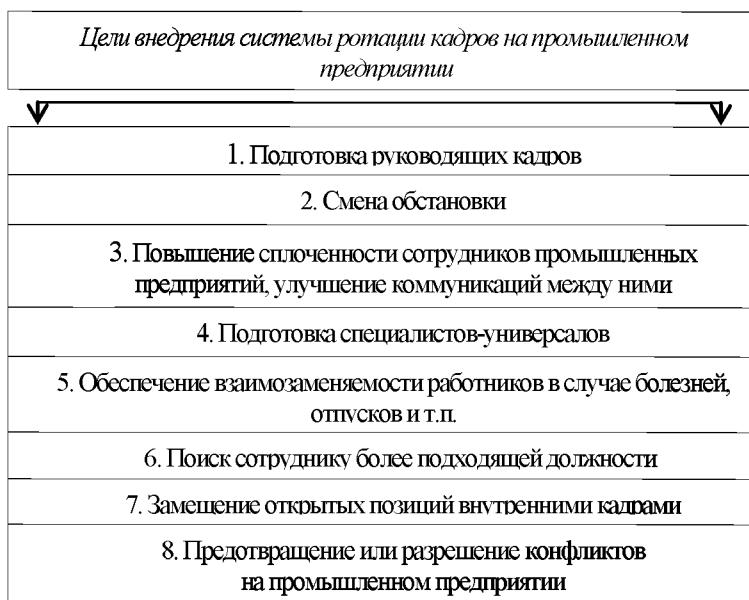 Цели внедрения системы ротации кадров на промышленном
предприятии
1. Подготовка руководящих кадров
2. Смена обстановки
3. Повышение сплоченности сотрудников промышленных
предприятий, улучшение коммуникаций между ними
4. Подготовка специалистов-универсалов
5. Обеспечение взаимозаменяемости работников в случае болезней,
отпусков и т.п.
6. Поиск сотруднику более подходящей должности
7. Замещение открытых позиций внутренними кадрами
8. Предотвращение или разрешение конфликтов
на промышленном предприятии